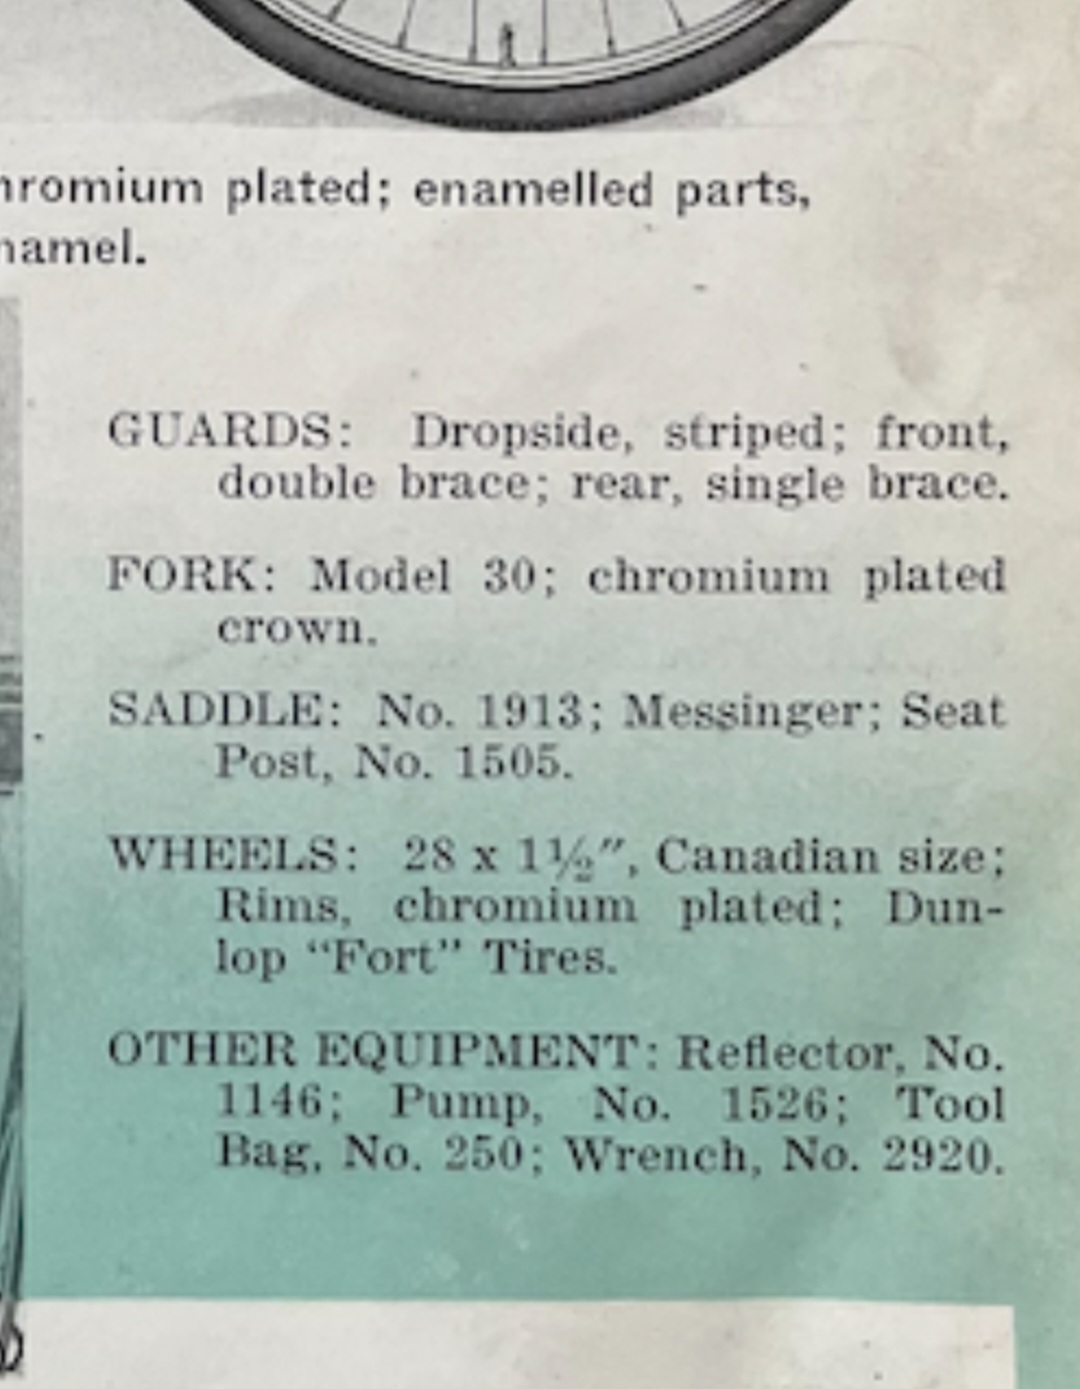 hromium plated; enamelled parts,
namel.
GUARDS: Dropside, striped; front,
double brace; rear, single brace.
FORK: Model 30; chromium plated
crown.
SADDLE: No. 1913; Messinger; Seat
Post, No. 1505.
WHEELS: 28 x 1½″, Canadian size;
Rims, chromium plated; Dun-
lop “Fort” Tires.
OTHER EQUIPMENT: Reflector, No.
1146; Pump, No. 1526; Tool
Bag, No. 250; Wrench, No. 2920.